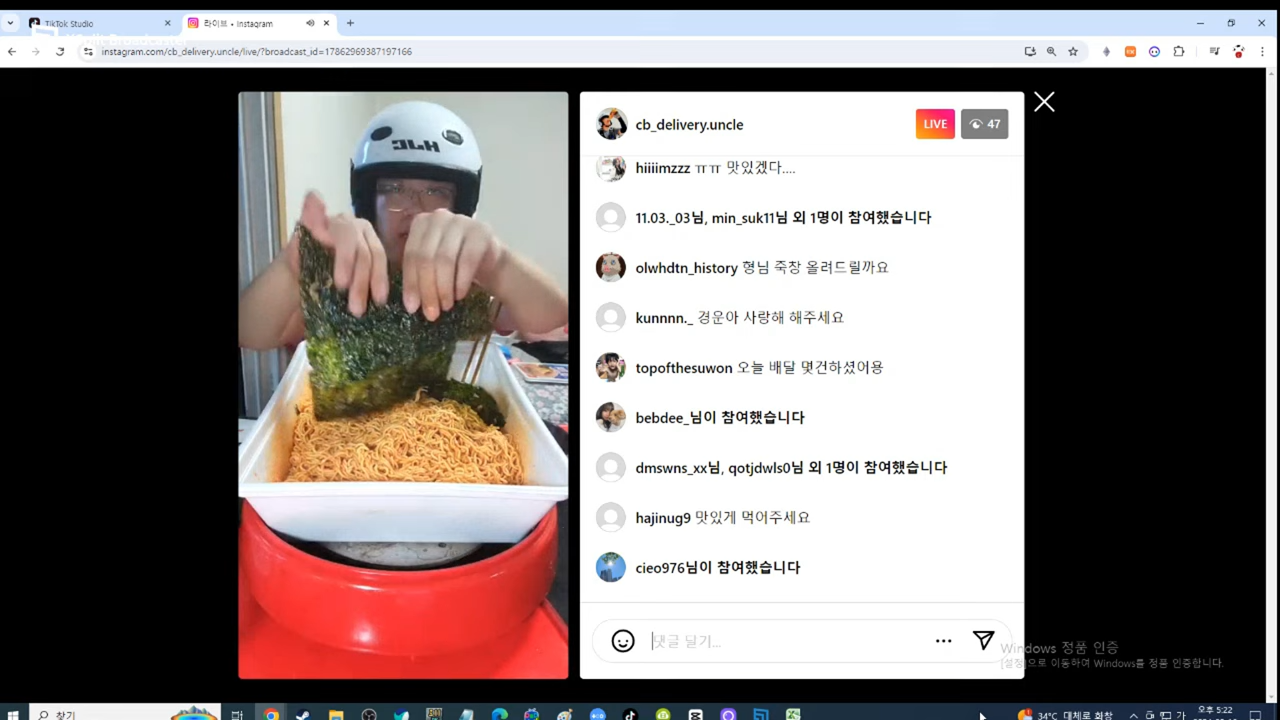 TikTok Studio
라이브 • Instagram
XSplit Broadcaster
instagram.com/cb_delivery.uncle/live/?broadcast_id=17862969387197166
cb_delivery.uncle
LIVE
47
hiiiimzzz ㅠㅠ 맛있겠다....
11.03._03님, min_suk11님 외 1명이 참여했습니다
olwhdtn_history 형님 죽창 올려드릴까요
kunnnn._ 경운아 사랑해 해주세요
topofthesuwon 오늘 배달 몇건하셨어용
bebdee_님이 참여했습니다
dmswns_xx님, qotjdwls0님 외 1명이 참여했습니다
hajinug9 맛있게 먹어주세요
cieo976님이 참여했습니다
댓글 달기...
Windows 정품 인증
[설정]으로 이동하여 Windows를 정품 인증합니다.
찾기
34°C 대체로 화창
가
오후 5:22